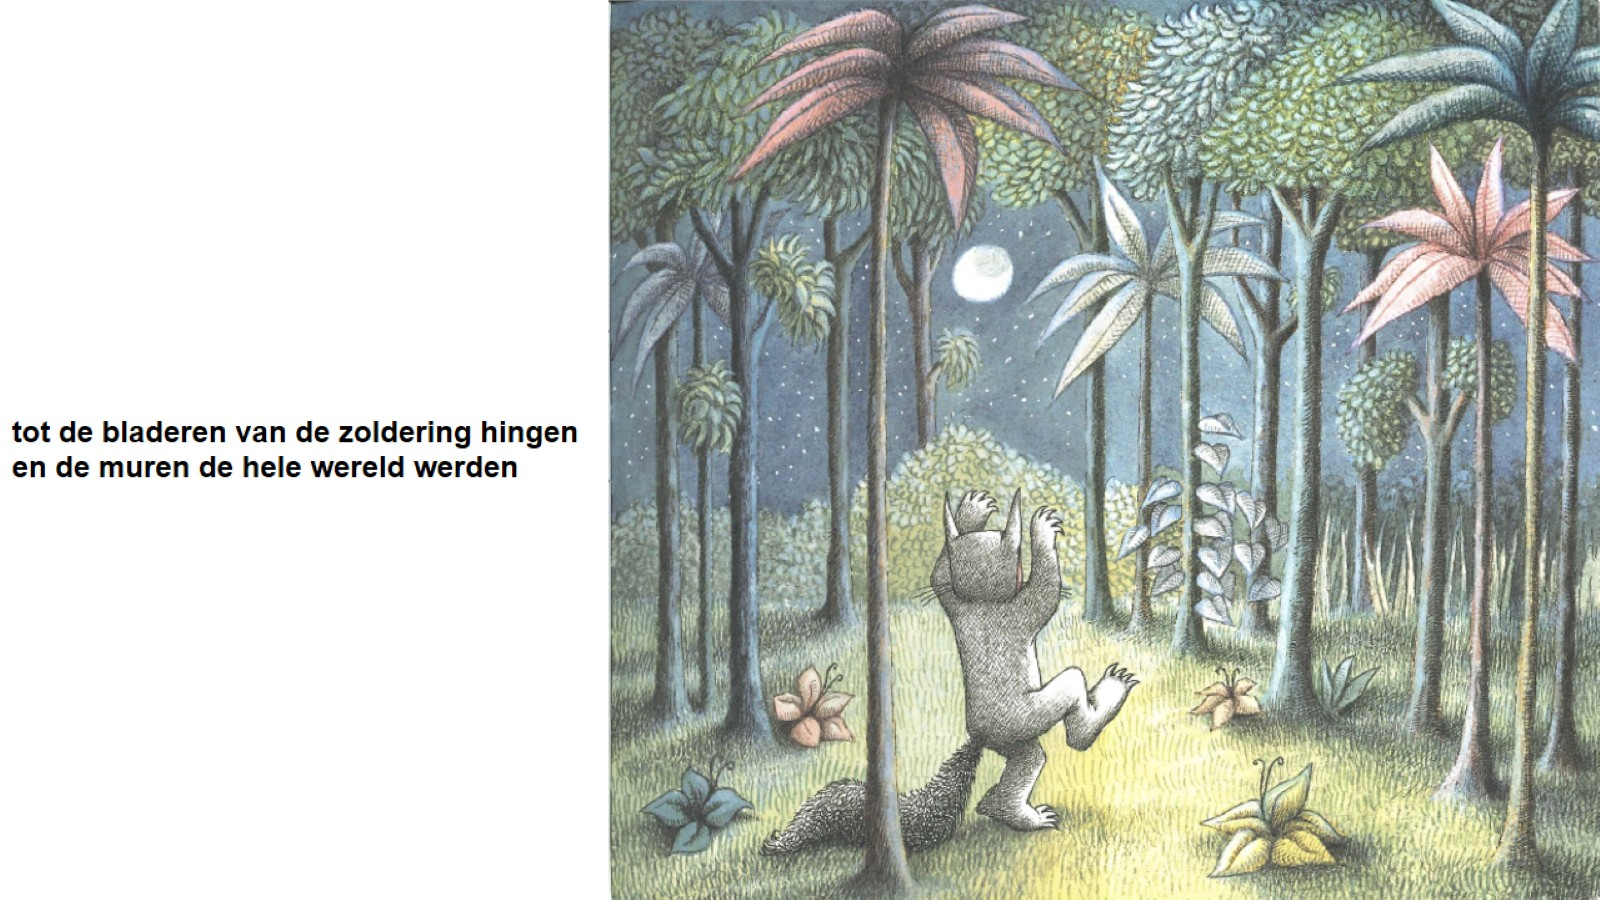 tot de bladeren van de zoldering hingen
en de muren de hele wereld werden